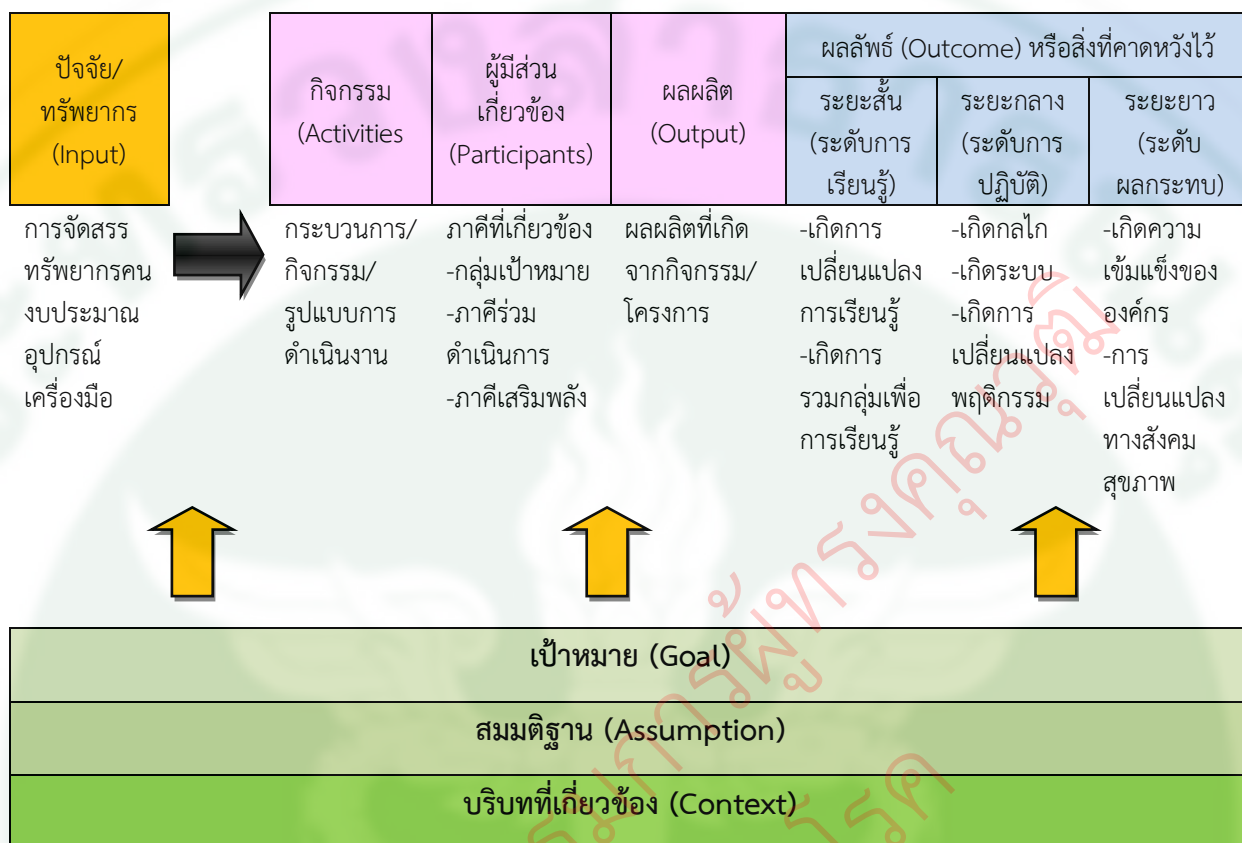 ปัจจัย/
ทรัพยากร
(Input)
กิจกรรม
(Activities
ผู้มีส่วน
เกี่ยวข้อง
(Participants)
ผลผลิต
(Output)
ผลลัพธ์ (Outcome) หรือสิ่งที่คาดหวังไว้
ระยะสั้น
(ระดับการ
เรียนรู้)
ระยะกลาง
(ระดับการ
ปฏิบัติ)
ระยะยาว
(ระดับ
ผลกระทบ)
การจัดสรร
ทรัพยากรคน
งบประมาณ
อุปกรณ์
เครื่องมือ
กระบวนการ/
กิจกรรม/
รูปแบบการ
ดำเนินงาน
ภาคีที่เกี่ยวข้อง
-กลุ่มเป้าหมาย
-ภาคีร่วม
ดำเนินการ
-ภาคีเสริมพลัง
ผลผลิตที่เกิด
จากกิจกรรม/
โครงการ
-เกิดการ
เปลี่ยนแปลง
การเรียนรู้
-เกิดการ
รวมกลุ่มเพื่อ
การเรียนรู้
-เกิดกลไก
-เกิดระบบ
-เกิดการ
เปลี่ยนแปลง
พฤติกรรม
-เกิดความ
เข้มแข็งของ
องค์กร
-การ
เปลี่ยนแปลง
ทางสังคม
สุขภาพ
เป้าหมาย (Goal)
สมมติฐาน (Assumption)
บริบทที่เกี่ยวข้อง (Context)
รมการผู้ทรงคุณวุฒิ
โรค